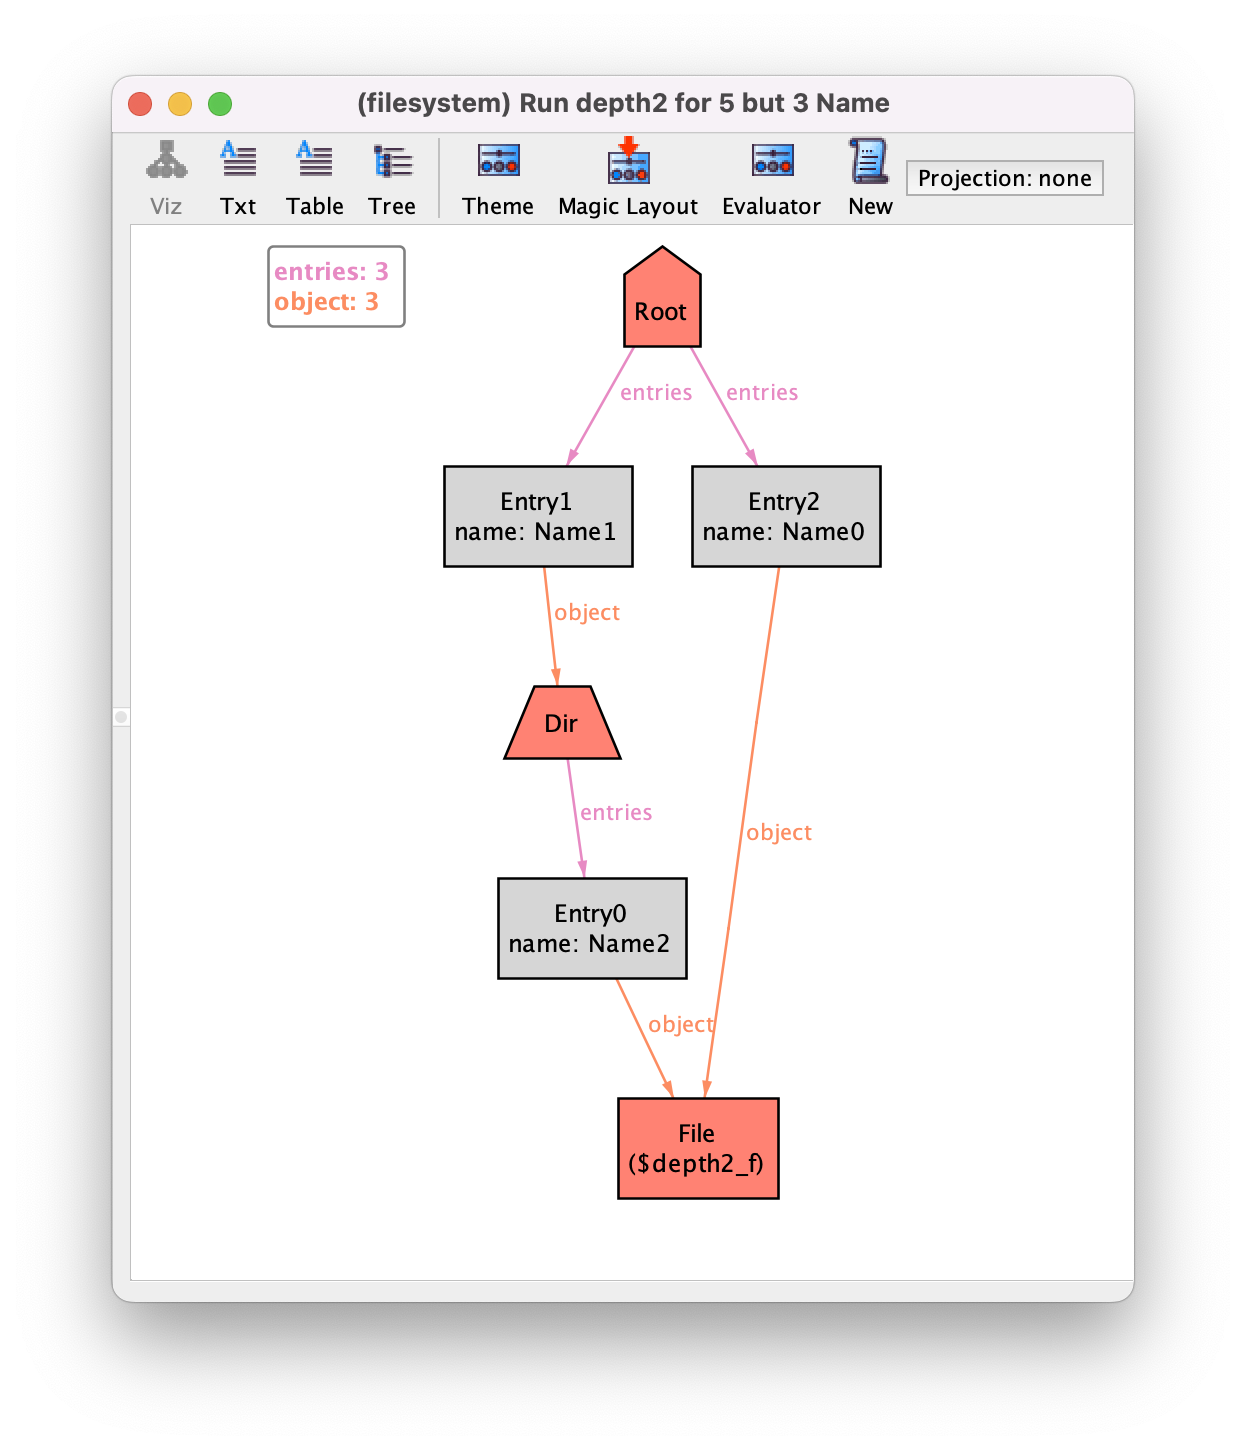 (filesystem) Run depth2 for 5 but 3 Name
Viz Txt Table Tree Theme Magic Layout Evaluator New Projection: none
entries: 3
object: 3
Root
entries entries
Entry1
name: Name1
Entry2
name: Name0
object
Dir
entries
object
Entry0
name: Name2
object
File
($depth2_f)